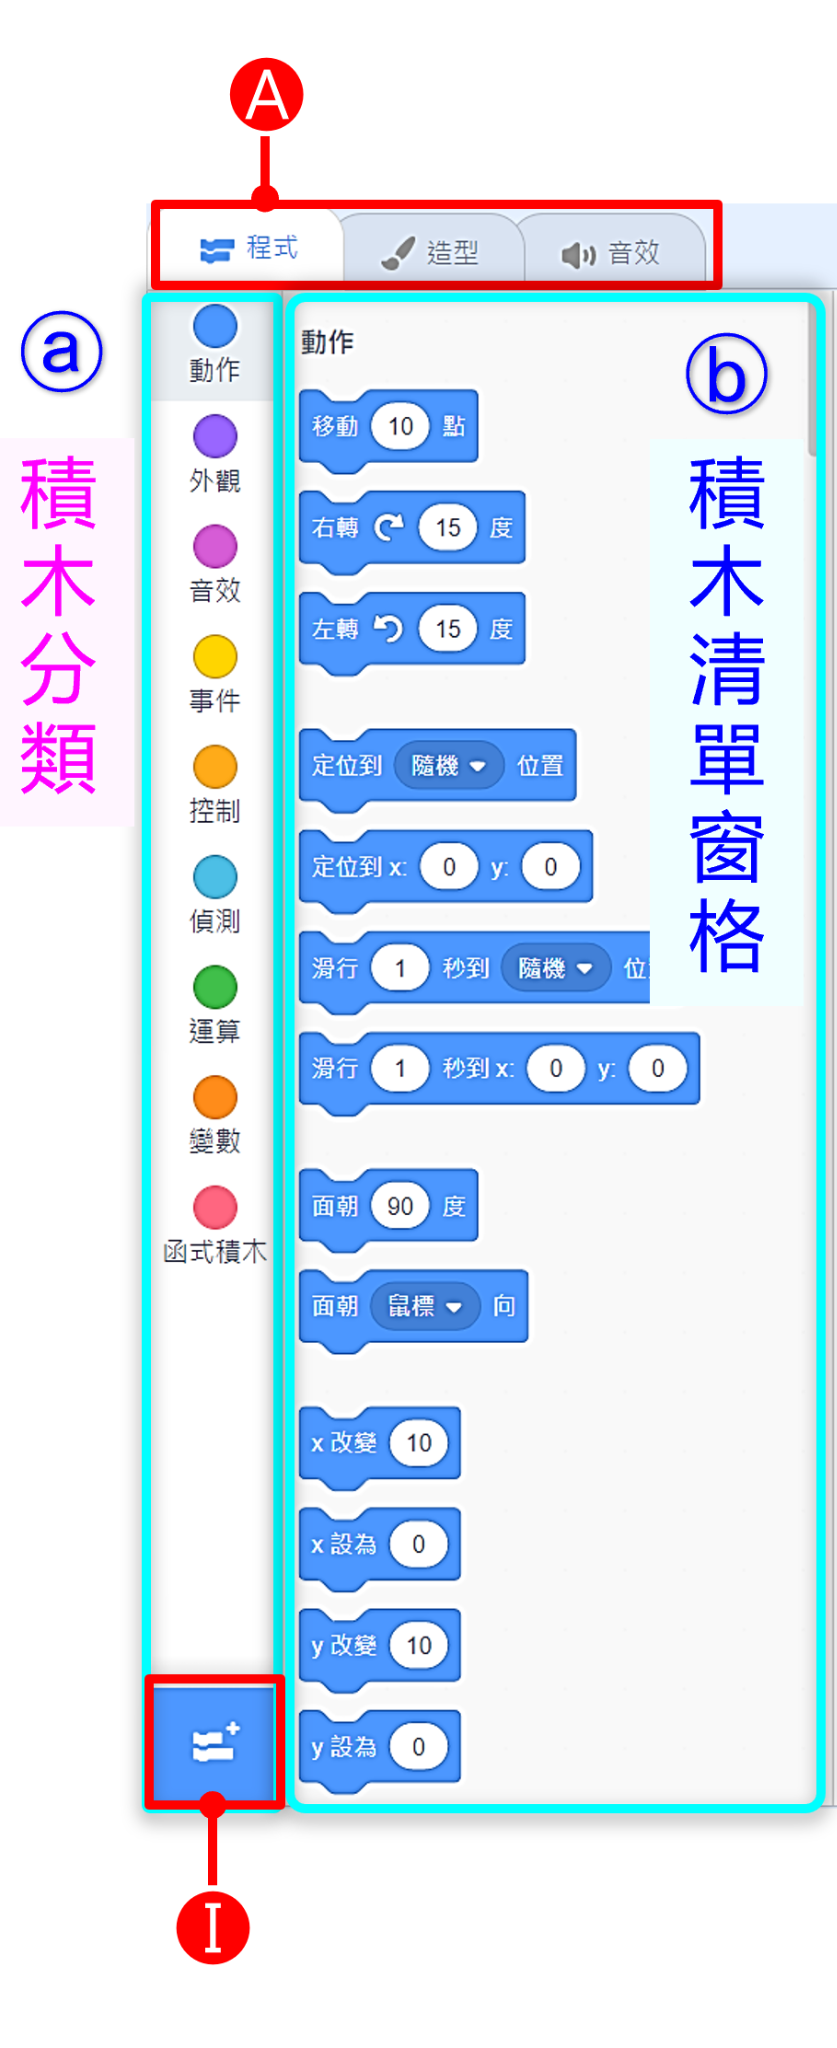 A
程式 造型 音效
ⓐ
積木分類
動作
外觀
音效
事件
控制
偵測
運算
變數
函式積木
動作
ⓑ
積木清單窗格
移動 10 點
右轉 15 度
左轉 15 度
定位到 隨機 位置
定位到 x: 0 y: 0
滑行 1 秒到 隨機
滑行 1 秒到 x: 0 y: 0
面朝 90 度
面朝 鼠標 向
x 改變 10
x 設為 0
y 改變 10
y 設為 0
I